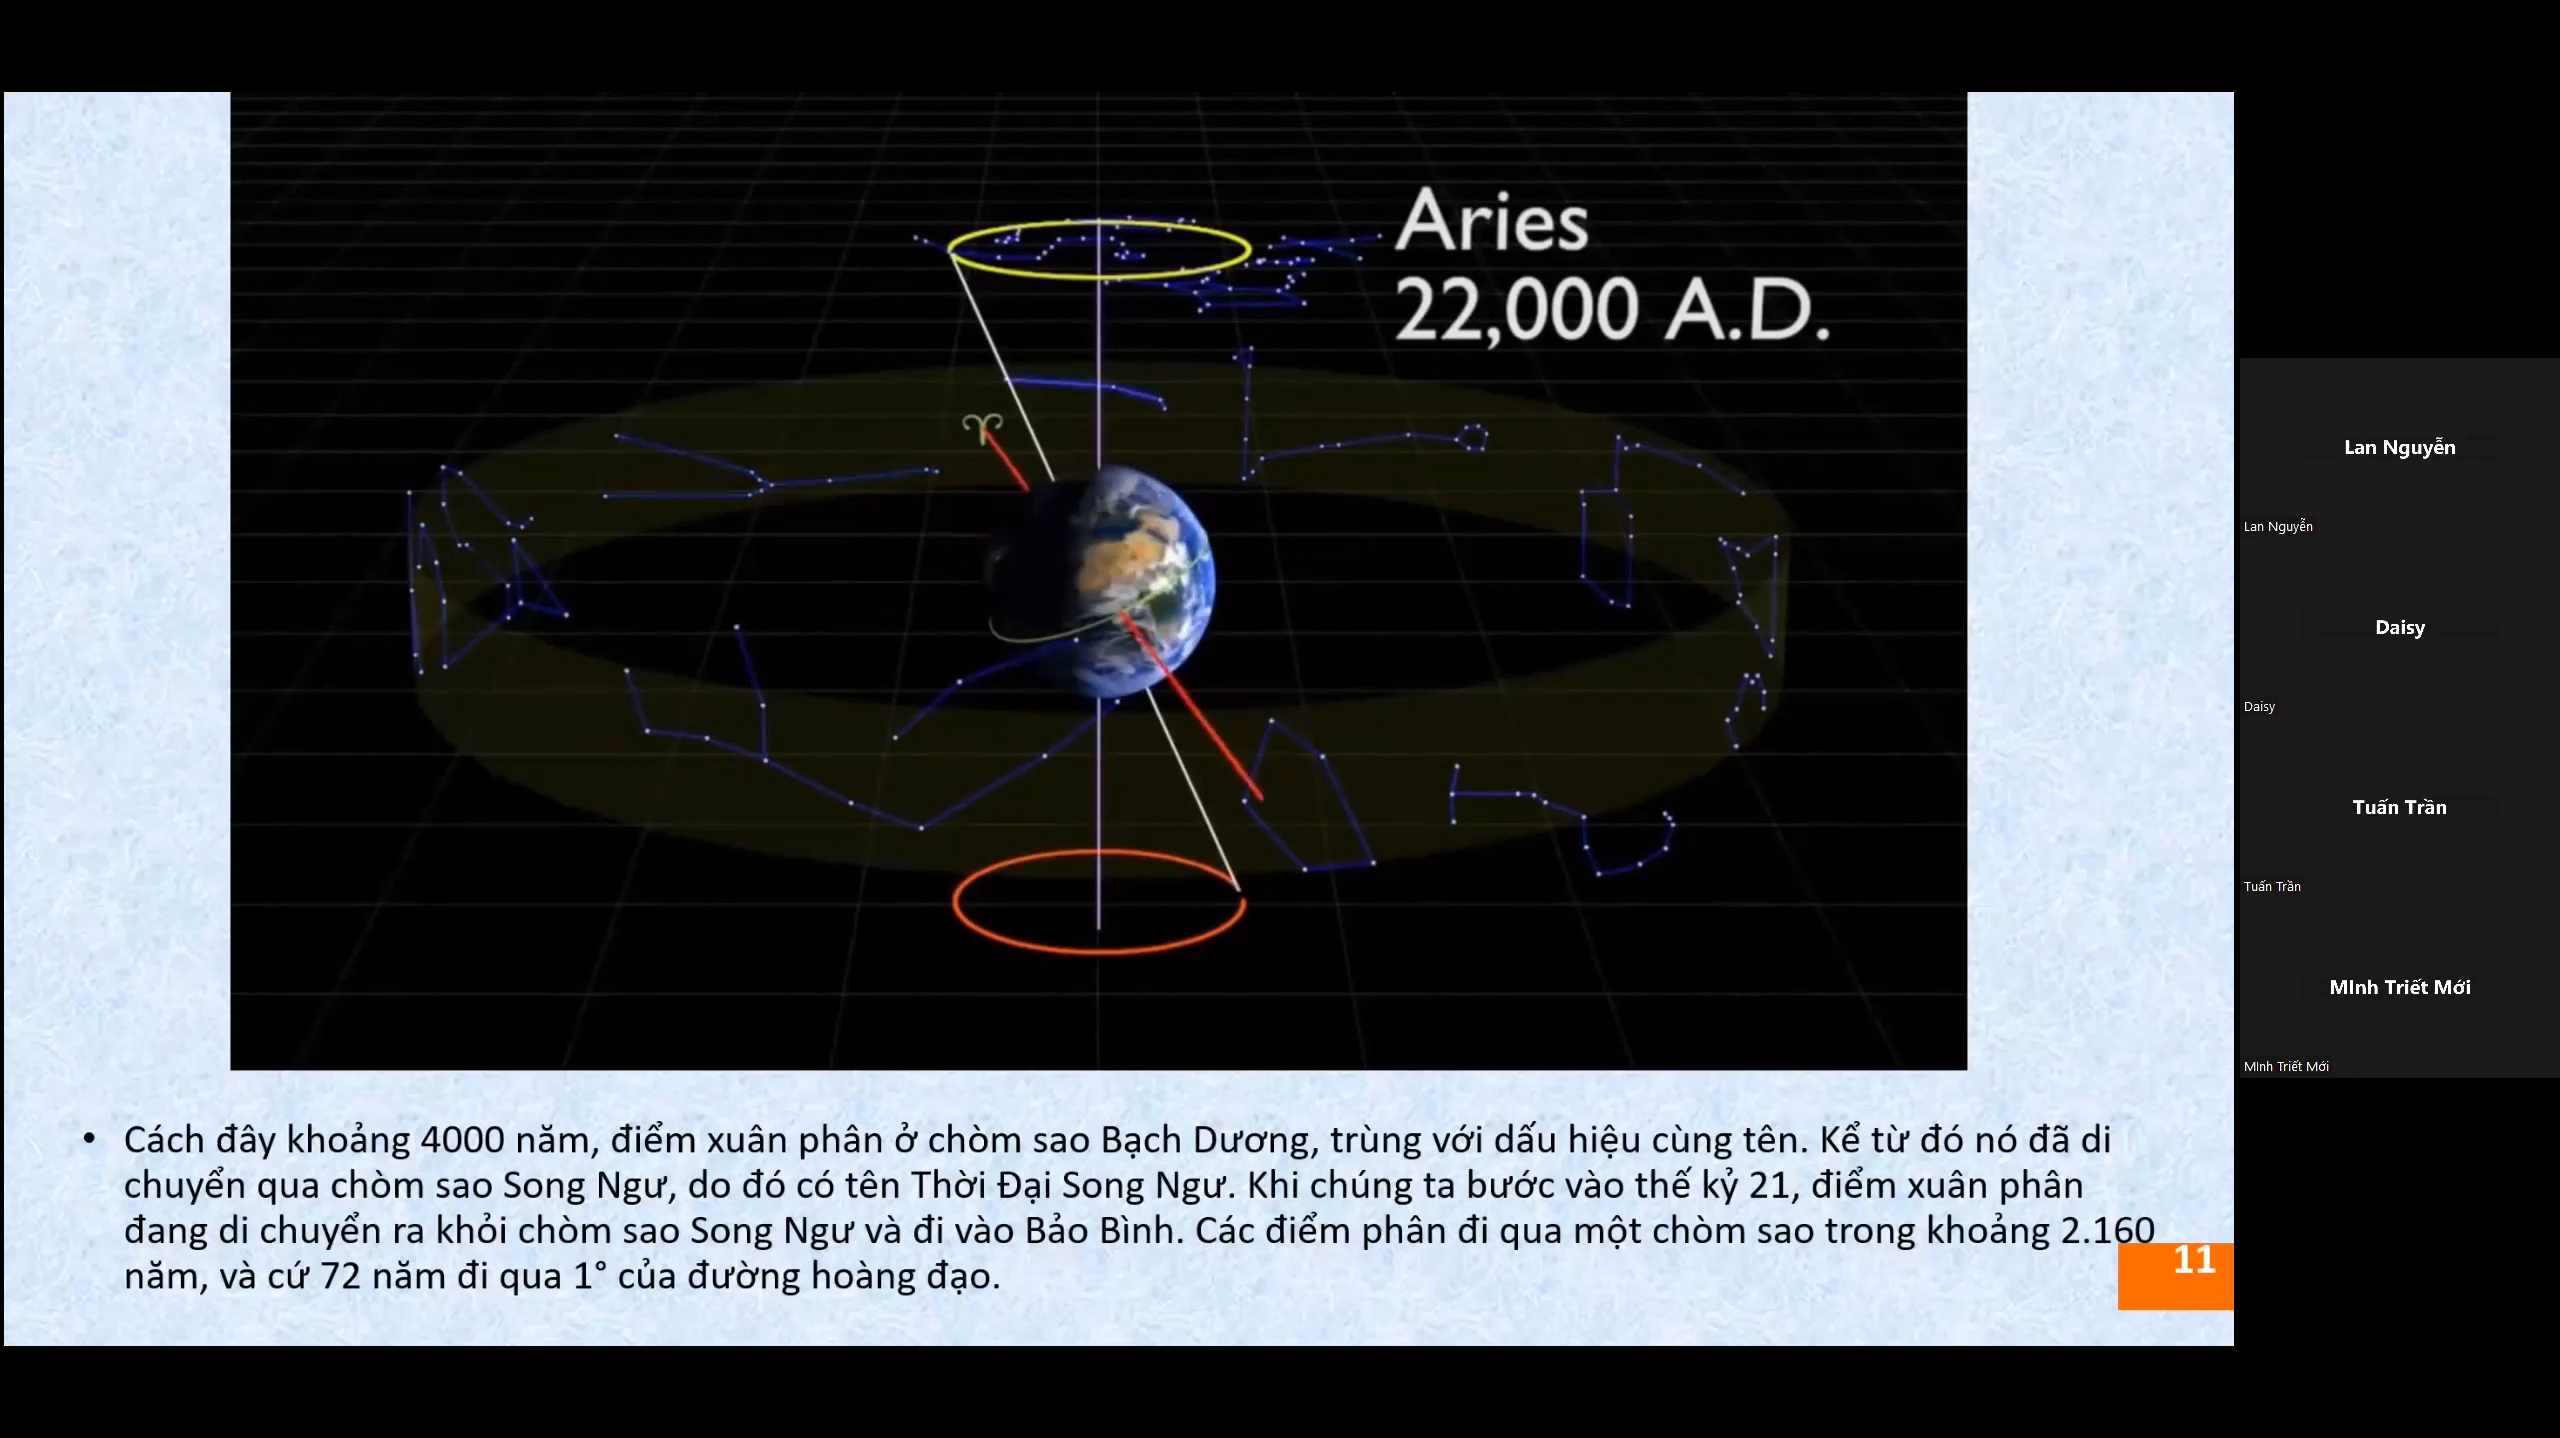 Aries
22,000 A.D.
• Cách đây khoảng 4000 năm, điểm xuân phân ở chòm sao Bạch Dương, trùng với dấu hiệu cùng tên. Kể từ đó nó đã di
chuyển qua chòm sao Song Ngư, do đó có tên Thời Đại Song Ngư. Khi chúng ta bước vào thế kỷ 21, điểm xuân phân
đang di chuyển ra khỏi chòm sao Song Ngư và đi vào Bảo Bình. Các điểm phân đi qua một chòm sao trong khoảng 2.160
năm, và cứ 72 năm đi qua 1° của đường hoàng đạo.
11
Lan Nguyễn
Lan Nguyễn
Daisy
Daisy
Tuấn Trần
Tuấn Trần
MInh Triết Mới
MInh Triết Mới